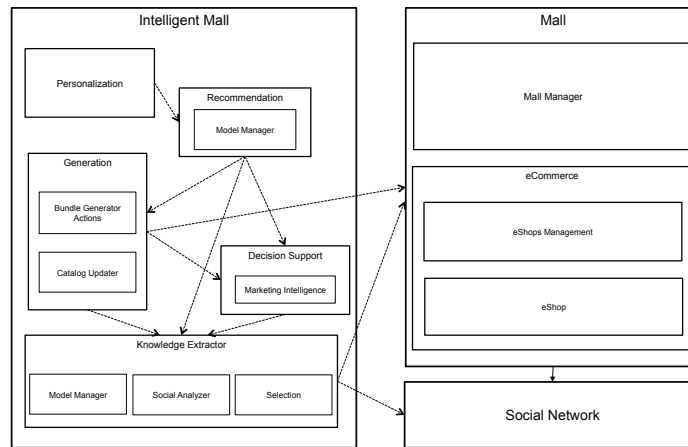 Intelligent Mall
Personalization
Recommendation
Model Manager
Generation
Bundle Generator
Actions
Catalog Updater
Decision Support
Marketing Intelligence
Knowledge Extractor
Model Manager
Social Analyzer
Selection
Mall
Mall Manager
eCommerce
eShops Management
eShop
Social Network